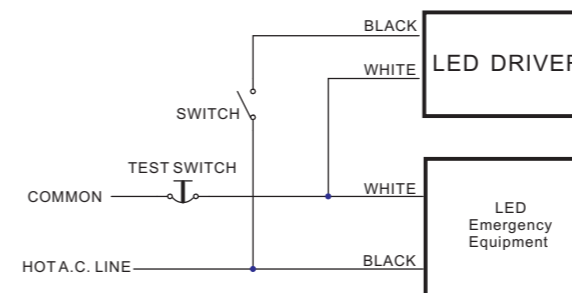 BLACK
WHITE
LED DRIVER
SWITCH
TEST SWITCH
COMMON
WHITE
LED
Emergency
Equipment
HOT A.C. LINE
BLACK